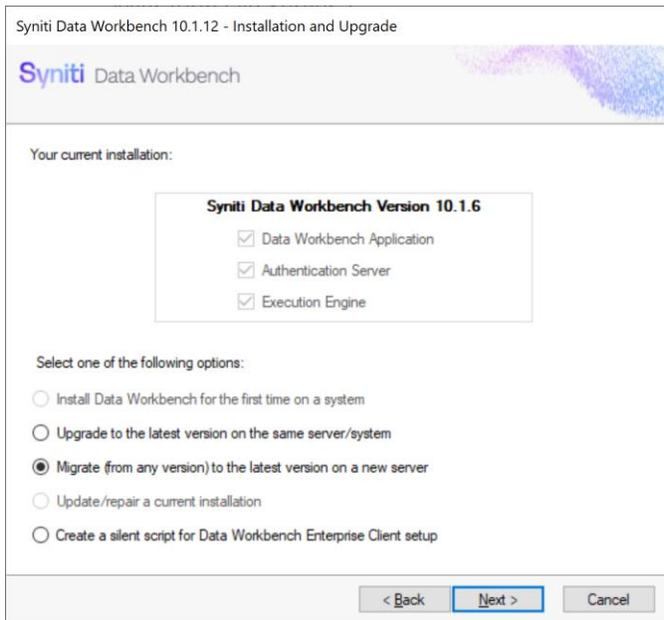 Syniti Data Workbench 10.1.12 - Installation and Upgrade
Syniti Data Workbench
Your current installation:
Syniti Data Workbench Version 10.1.6
Data Workbench Application
Authentication Server
Execution Engine
Select one of the following options:
Install Data Workbench for the first time on a system
Upgrade to the latest version on the same server/system
Migrate (from any version) to the latest version on a new server
Update/repair a current installation
Create a silent script for Data Workbench Enterprise Client setup
< Back Next > Cancel